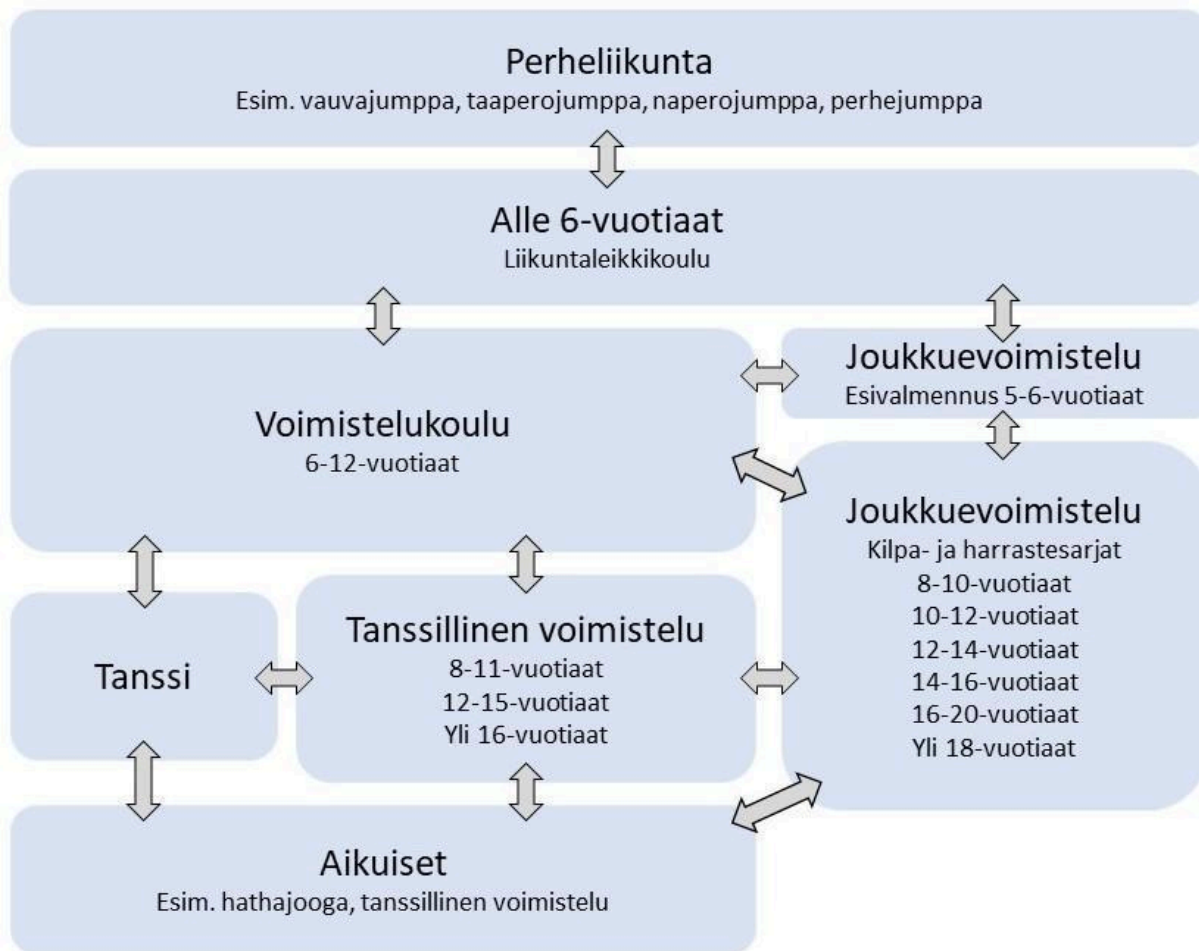 Perheliikunta
Esim. vauvajumppa, taaperojumppa, naperojumppa, perhejumppa
Alle 6-vuotiaat
Liikuntaleikkikoulu
Voimistelukoulu
6-12-vuotiaat
Joukkuevoimistelu
Esivalmennus 5-6-vuotiaat
Joukkuevoimistelu
Kilpa- ja harrastesarjat
8-10-vuotiaat
10-12-vuotiaat
12-14-vuotiaat
14-16-vuotiaat
16-20-vuotiaat
Yli 18-vuotiaat
Tanssi
Tanssillinen voimistelu
8-11-vuotiaat
12-15-vuotiaat
Yli 16-vuotiaat
Aikuiset
Esim. hathajooga, tanssillinen voimistelu